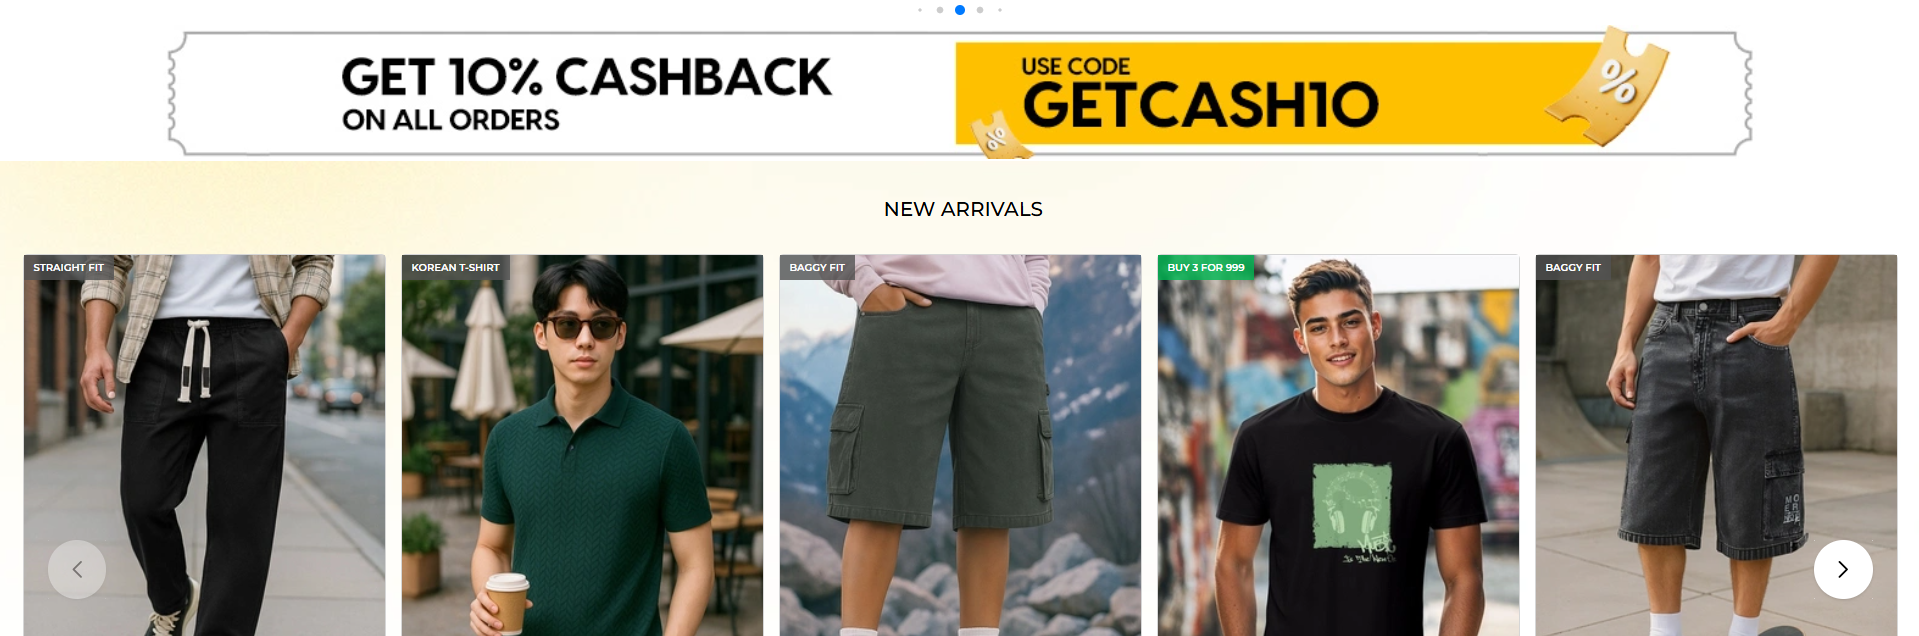 GET 10% CASHBACK
ON ALL ORDERS
USE CODE
GETCASH10
%
%
NEW ARRIVALS
STRAIGHT FIT
KOREAN T-SHIRT
BAGGY FIT
BUY 3 FOR 999
BAGGY FIT